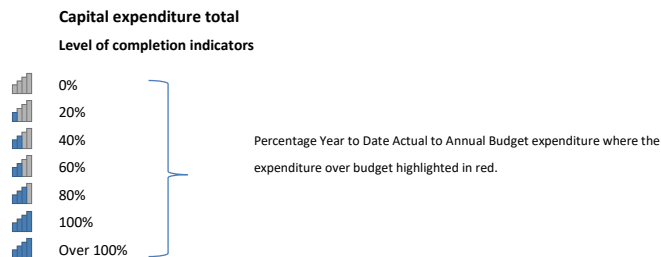 Capital expenditure total
Level of completion indicators
0%
20%
40%
60%
80%
100%
Over 100%
Percentage Year to Date Actual to Annual Budget expenditure where the
expenditure over budget highlighted in red.